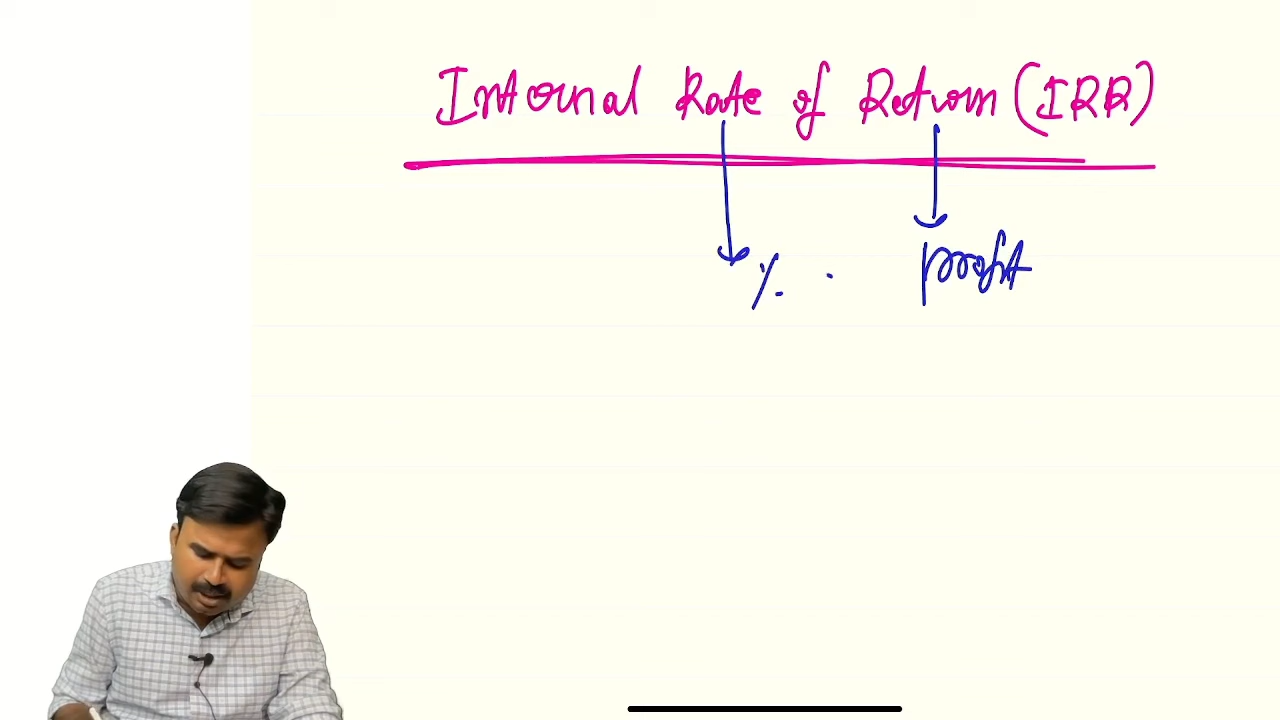 Internal Rate of Return (IRR)
% profit